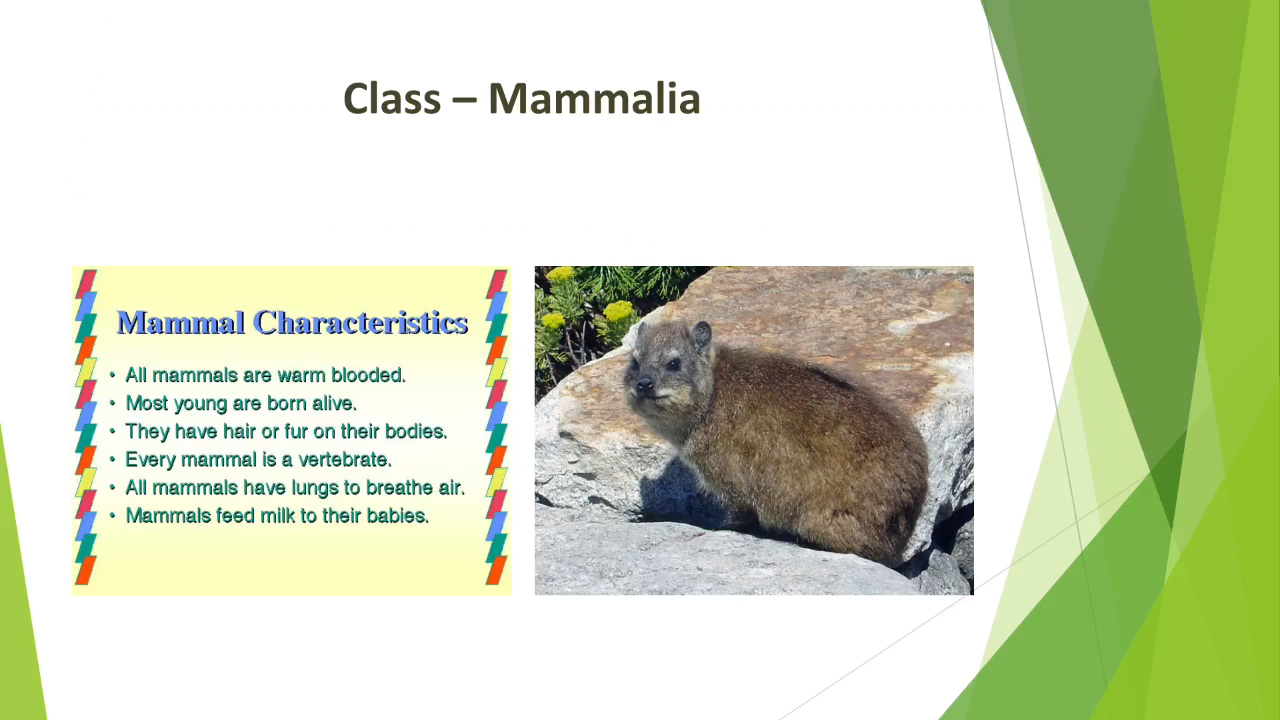 Class – Mammalia
Mammal Characteristics
• All mammals are warm blooded.
• Most young are born alive.
• They have hair or fur on their bodies.
• Every mammal is a vertebrate.
• All mammals have lungs to breathe air.
• Mammals feed milk to their babies.